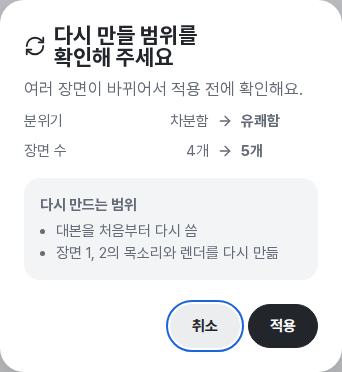 다시 만들 범위를
확인해 주세요
여러 장면이 바뀌어서 적용 전에 확인해요.
분위기 차분함 → 유쾌함
장면 수 4개 → 5개
다시 만드는 범위
• 대본을 처음부터 다시 씀
• 장면 1, 2의 목소리와 렌더를 다시 만듦
취소 적용